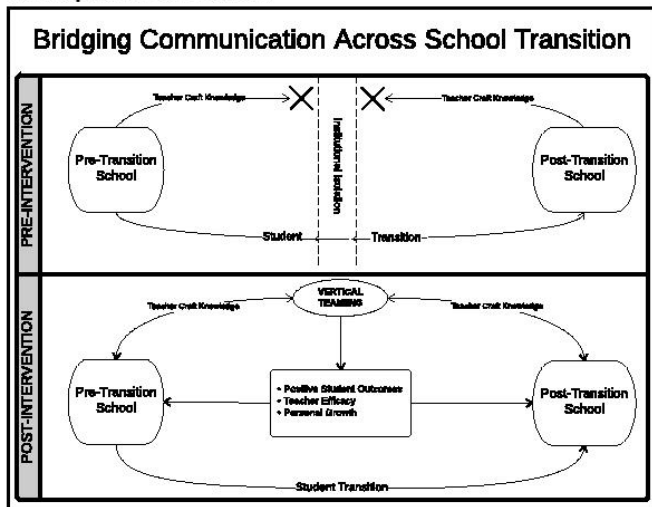 Bridging Communication Across School Transition
PRE-INTERVENTION
Teacher Craft Knowledge
Teacher Craft Knowledge
Institutional Isolation
Pre-Transition
School
Post-Transition
School
Student
Transition
POST-INTERVENTION
VERTICAL
TEAMING
Teacher Craft Knowledge
Teacher Craft Knowledge
Pre-Transition
School
• Positive Student Outcomes
• Teacher Efficacy
• Personal Growth
Post-Transition
School
Student Transition